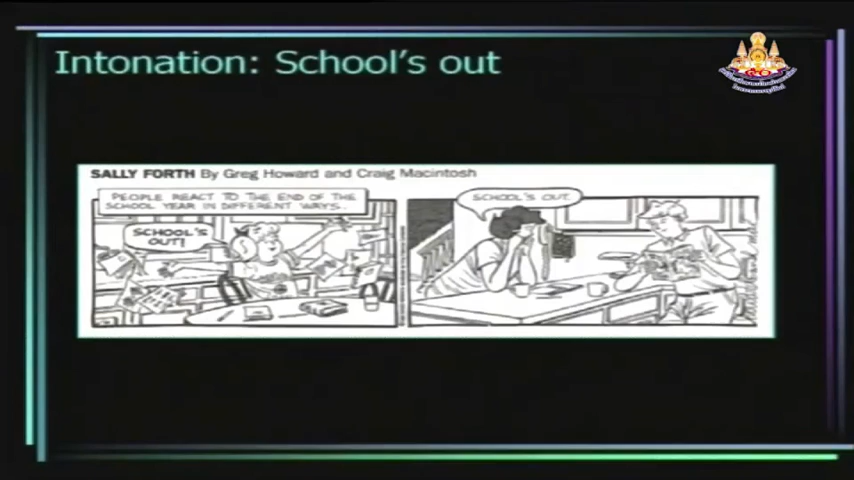 Intonation: School's out
SALLY FORTH By Greg Howard and Craig Macintosh
PEOPLE REACT TO THE END OF THE
SCHOOL YEAR IN DIFFERENT WAYS..
SCHOOL'S
OUT!
SCHOOL'S OUT.